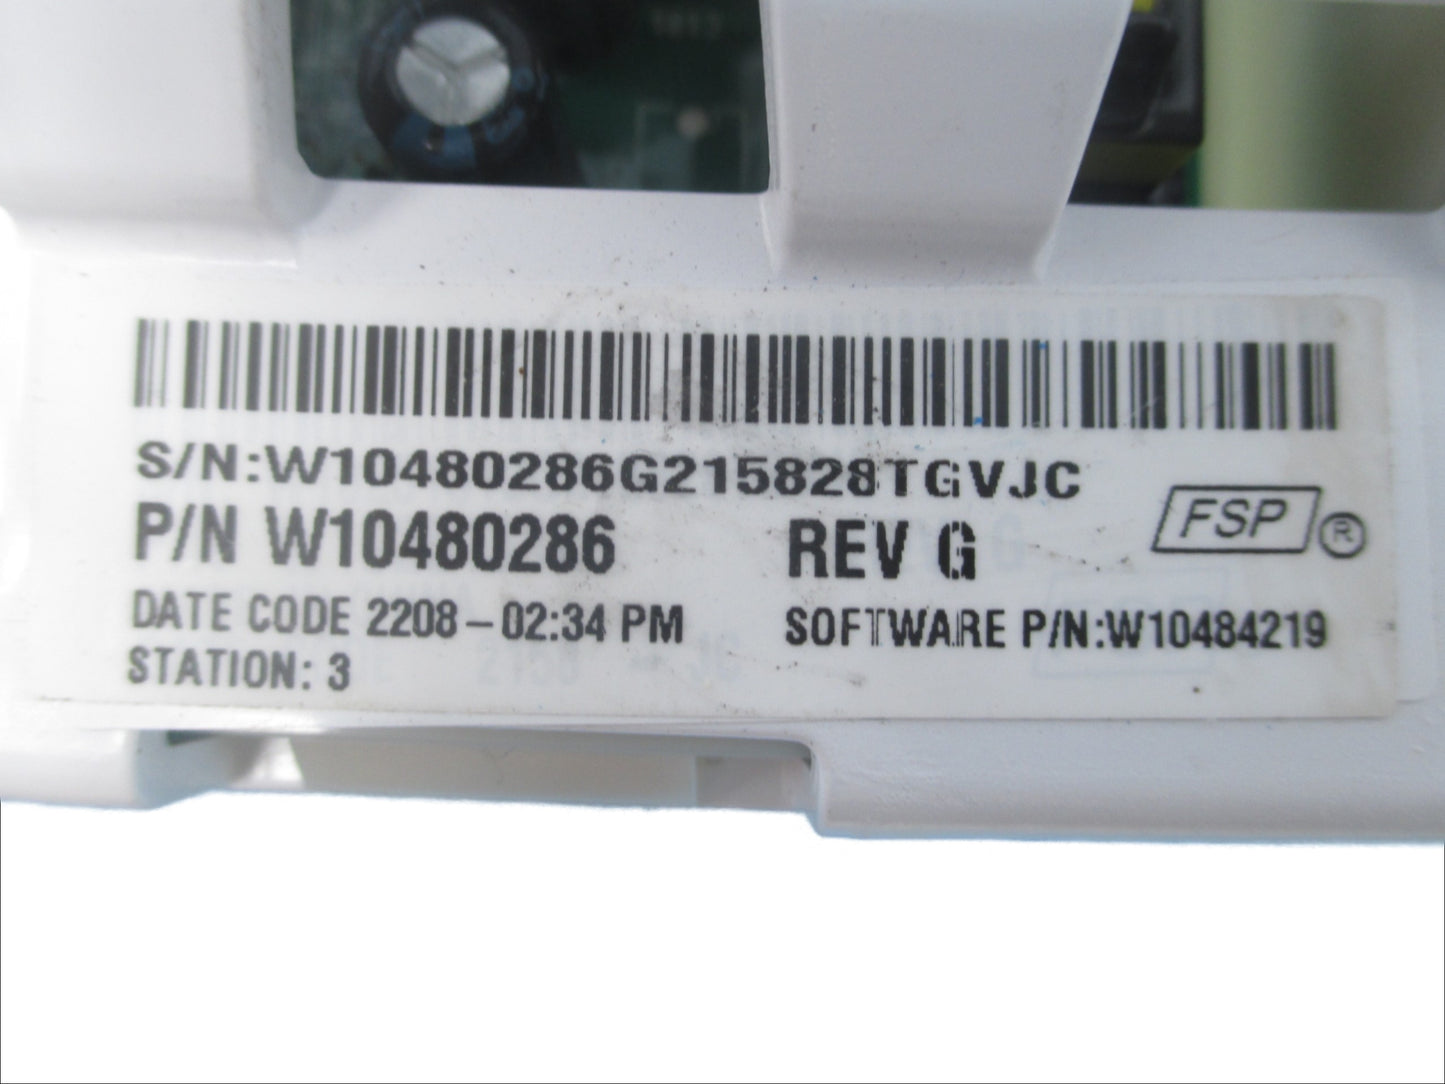 S/N:W10480286G215828TGVJC
P/N W10480286 REV G
FSP ®
DATE CODE 2208-02:34 PM SOFTWARE P/N:W10484219
STATION: 3